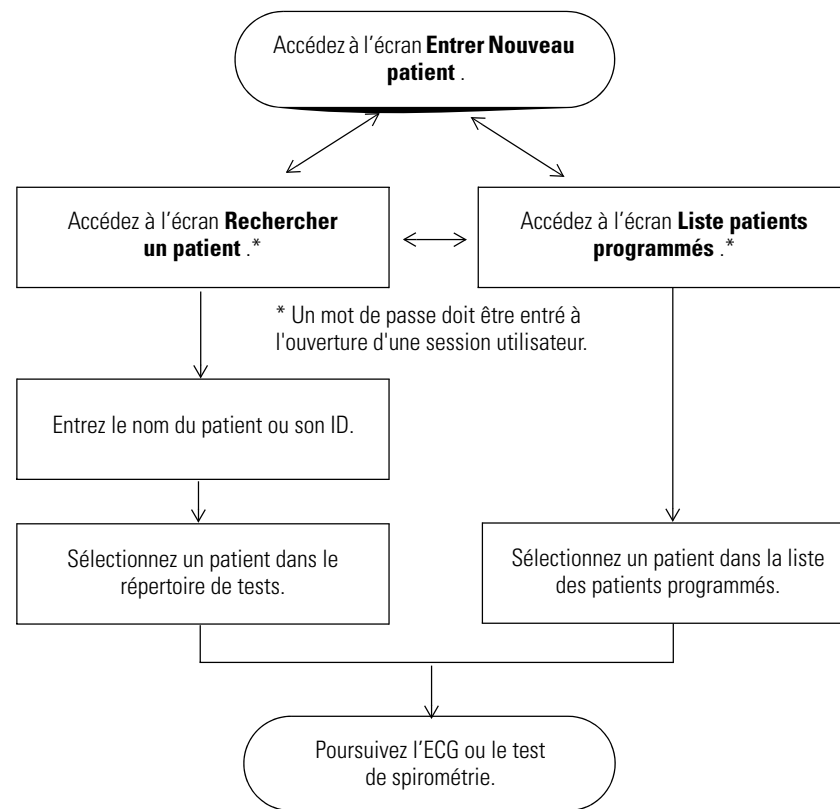 Accédez à l'écran Entrer Nouveau
patient .
Accédez à l'écran Rechercher
un patient .*
Accédez à l'écran Liste patients
programmés .*
* Un mot de passe doit être entré à
l'ouverture d'une session utilisateur.
Entrez le nom du patient ou son ID.
Sélectionnez un patient dans le
répertoire de tests.
Sélectionnez un patient dans la liste
des patients programmés.
Poursuivez l'ECG ou le test
de spirométrie.